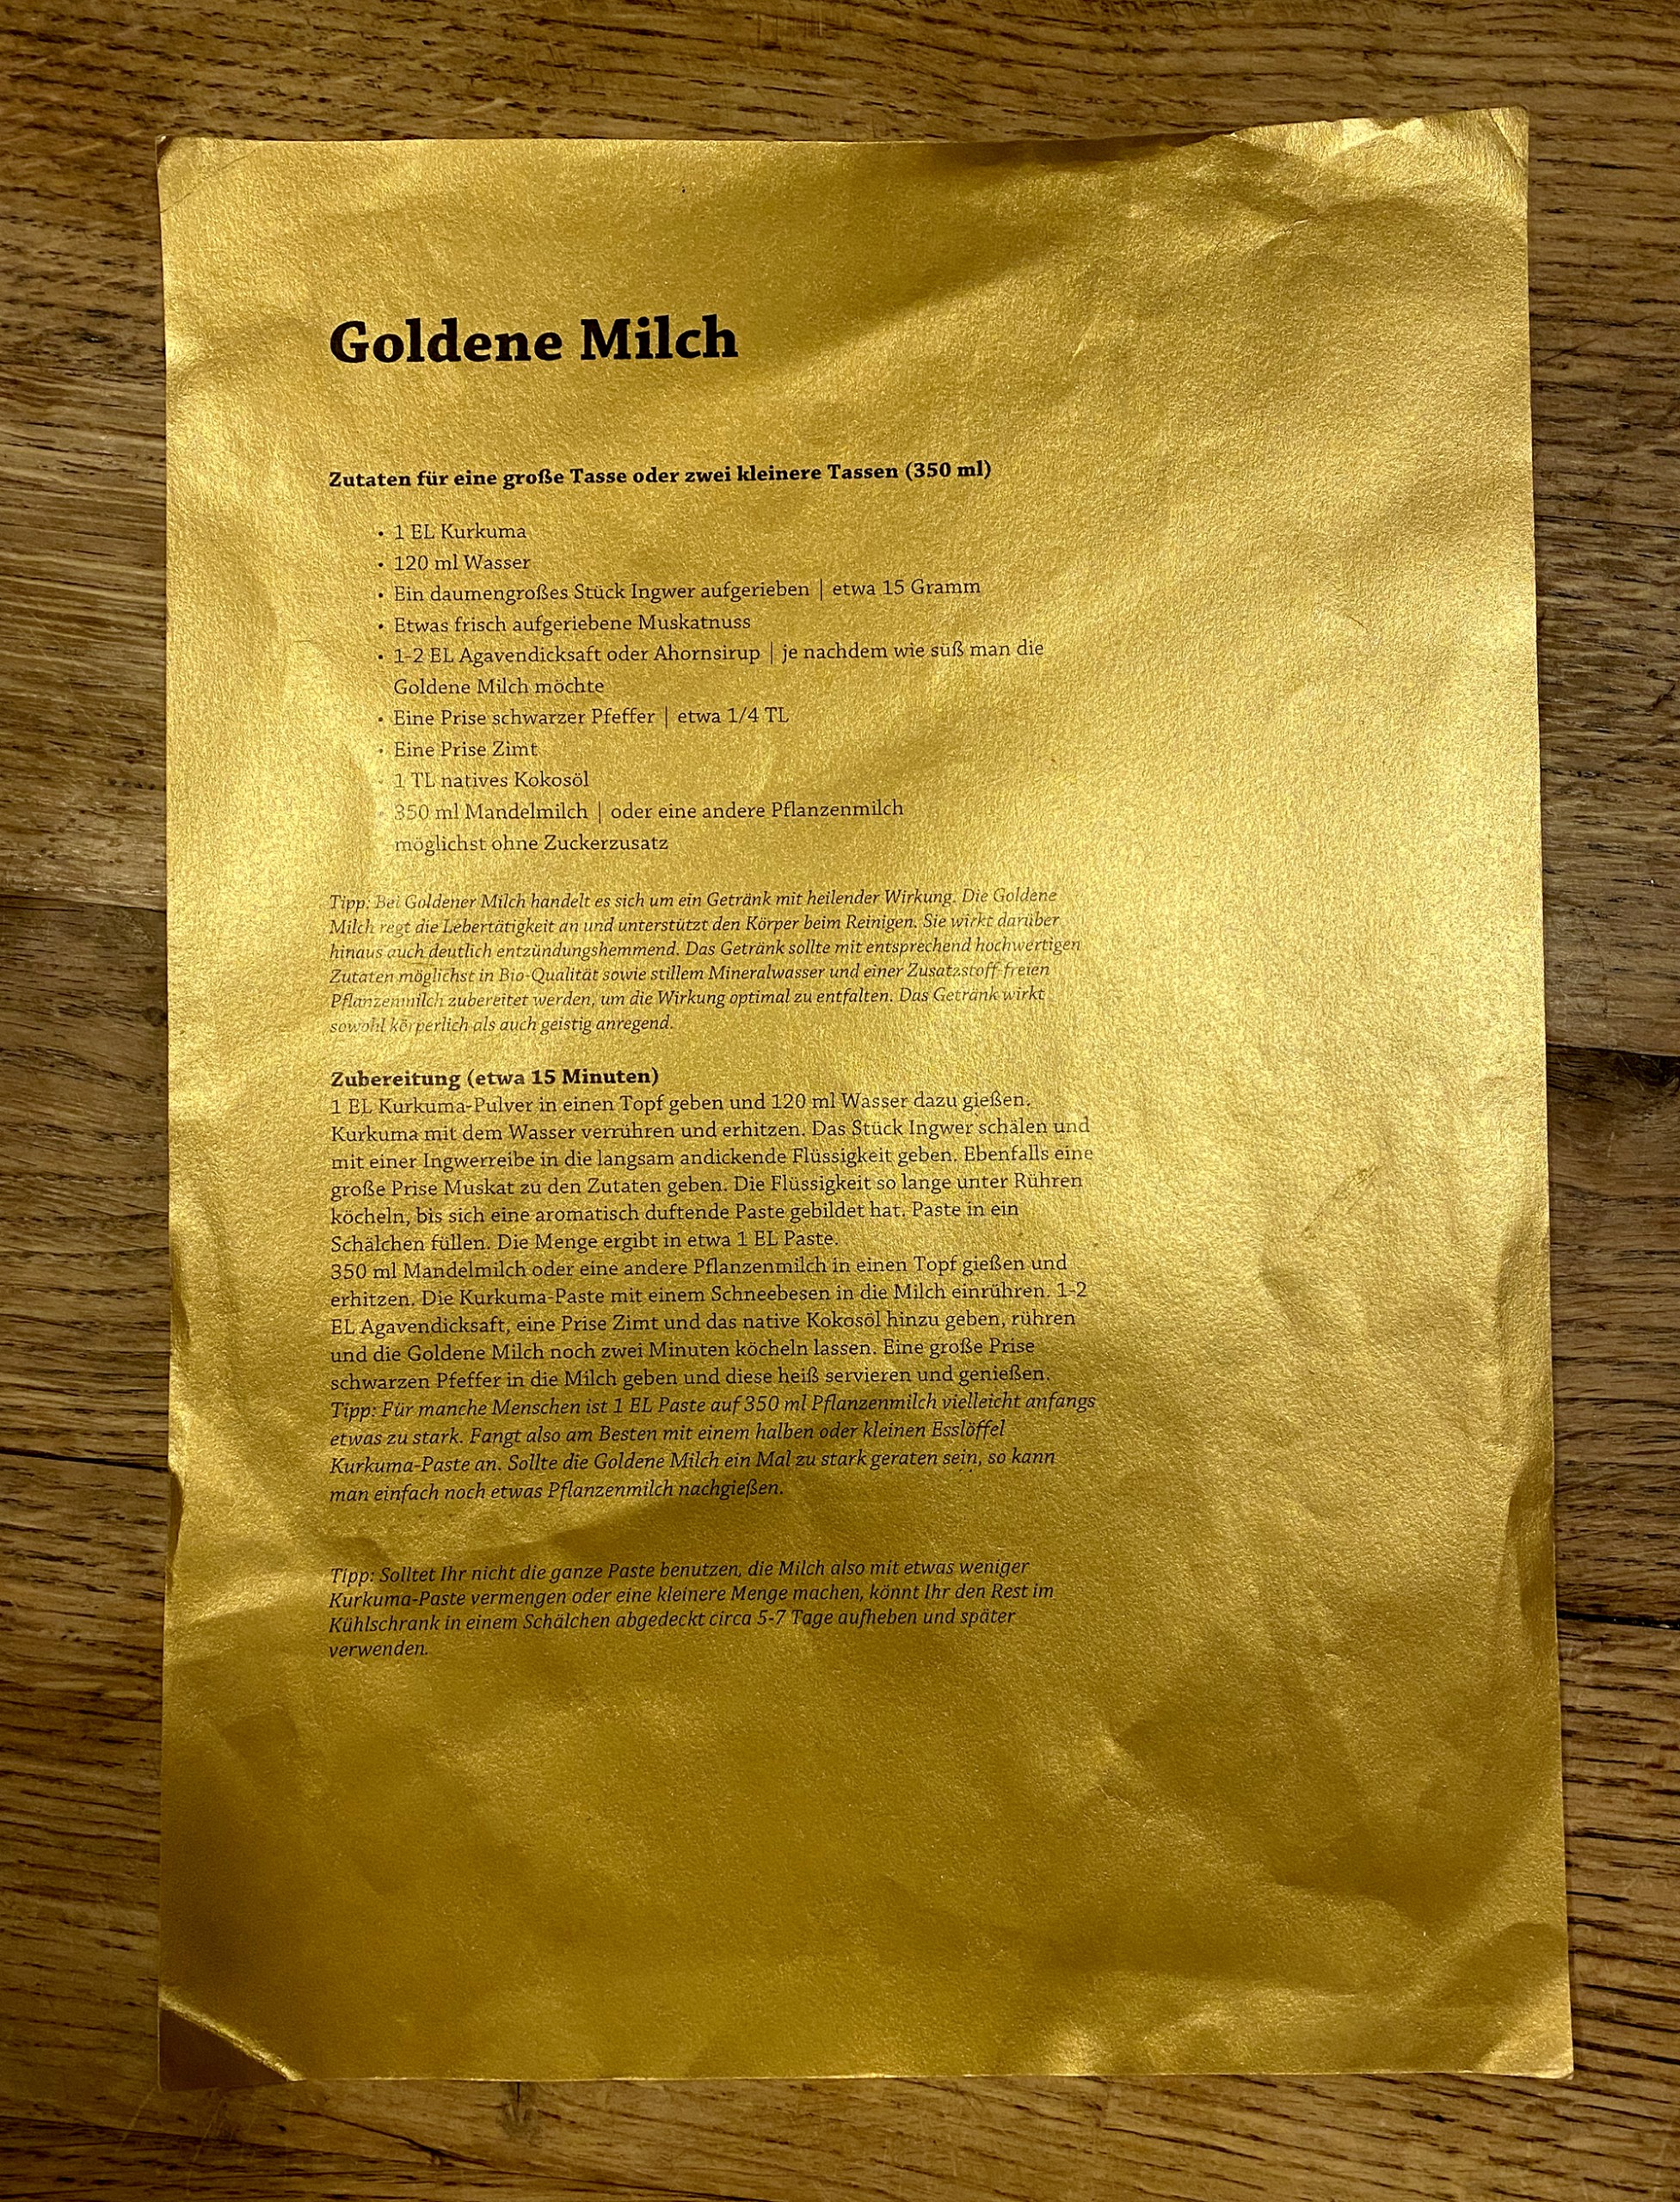 Goldene Milch
Zutaten für eine große Tasse oder zwei kleinere Tassen (350 ml)
• 1 EL Kurkuma
• 120 ml Wasser
• Ein daumengroßes Stück Ingwer aufgerieben | etwa 15 Gramm
• Etwas frisch aufgeriebene Muskatnuss
• 1-2 EL Agavendicksaft oder Ahornsirup | je nachdem wie süß man die
Goldene Milch möchte
• Eine Prise schwarzer Pfeffer | etwa 1/4 TL
• Eine Prise Zimt
• 1 TL natives Kokosöl
• 350 ml Mandelmilch | oder eine andere Pflanzenmilch
möglichst ohne Zuckerzusatz
Tipp: Bei Goldener Milch handelt es sich um ein Getränk mit heilender Wirkung. Die Goldene
Milch regt die Lebertätigkeit an und unterstützt den Körper beim Reinigen. Sie wirkt darüber
hinaus auch deutlich entzündungshemmend. Das Getränk sollte mit entsprechend hochwertigen
Zutaten möglichst in Bio-Qualität sowie stillem Mineralwasser und einer Zusatzstoff-freien
Pflanzenmilch zubereitet werden, um die Wirkung optimal zu entfalten. Das Getränk wirkt
sowohl körperlich als auch geistig anregend.
Zubereitung (etwa 15 Minuten)
1 EL Kurkuma-Pulver in einen Topf geben und 120 ml Wasser dazu gießen.
Kurkuma mit dem Wasser verrühren und erhitzen. Das Stück Ingwer schälen und
mit einer Ingwerreibe in die langsam andickende Flüssigkeit geben. Ebenfalls eine
große Prise Muskat zu den Zutaten geben. Die Flüssigkeit so lange unter Rühren
köcheln, bis sich eine aromatisch duftende Paste gebildet hat. Paste in ein
Schälchen füllen. Die Menge ergibt in etwa 1 EL Paste.
350 ml Mandelmilch oder eine andere Pflanzenmilch in einen Topf gießen und
erhitzen. Die Kurkuma-Paste mit einem Schneebesen in die Milch einrühren. 1-2
EL Agavendicksaft, eine Prise Zimt und das native Kokosöl hinzu geben, rühren
und die Goldene Milch noch zwei Minuten köcheln lassen. Eine große Prise
schwarzen Pfeffer in die Milch geben und diese heiß servieren und genießen.
Tipp: Für manche Menschen ist 1 EL Paste auf 350 ml Pflanzenmilch vielleicht anfangs
etwas zu stark. Fangt also am Besten mit einem halben oder kleinen Esslöffel
Kurkuma-Paste an. Sollte die Goldene Milch ein Mal zu stark geraten sein, so kann
man einfach noch etwas Pflanzenmilch nachgießen.
Tipp: Solltet Ihr nicht die ganze Paste benutzen, die Milch also mit etwas weniger
Kurkuma-Paste vermengen oder eine kleinere Menge machen, könnt Ihr den Rest im
Kühlschrank in einem Schälchen abgedeckt circa 5-7 Tage aufheben und später
verwenden.